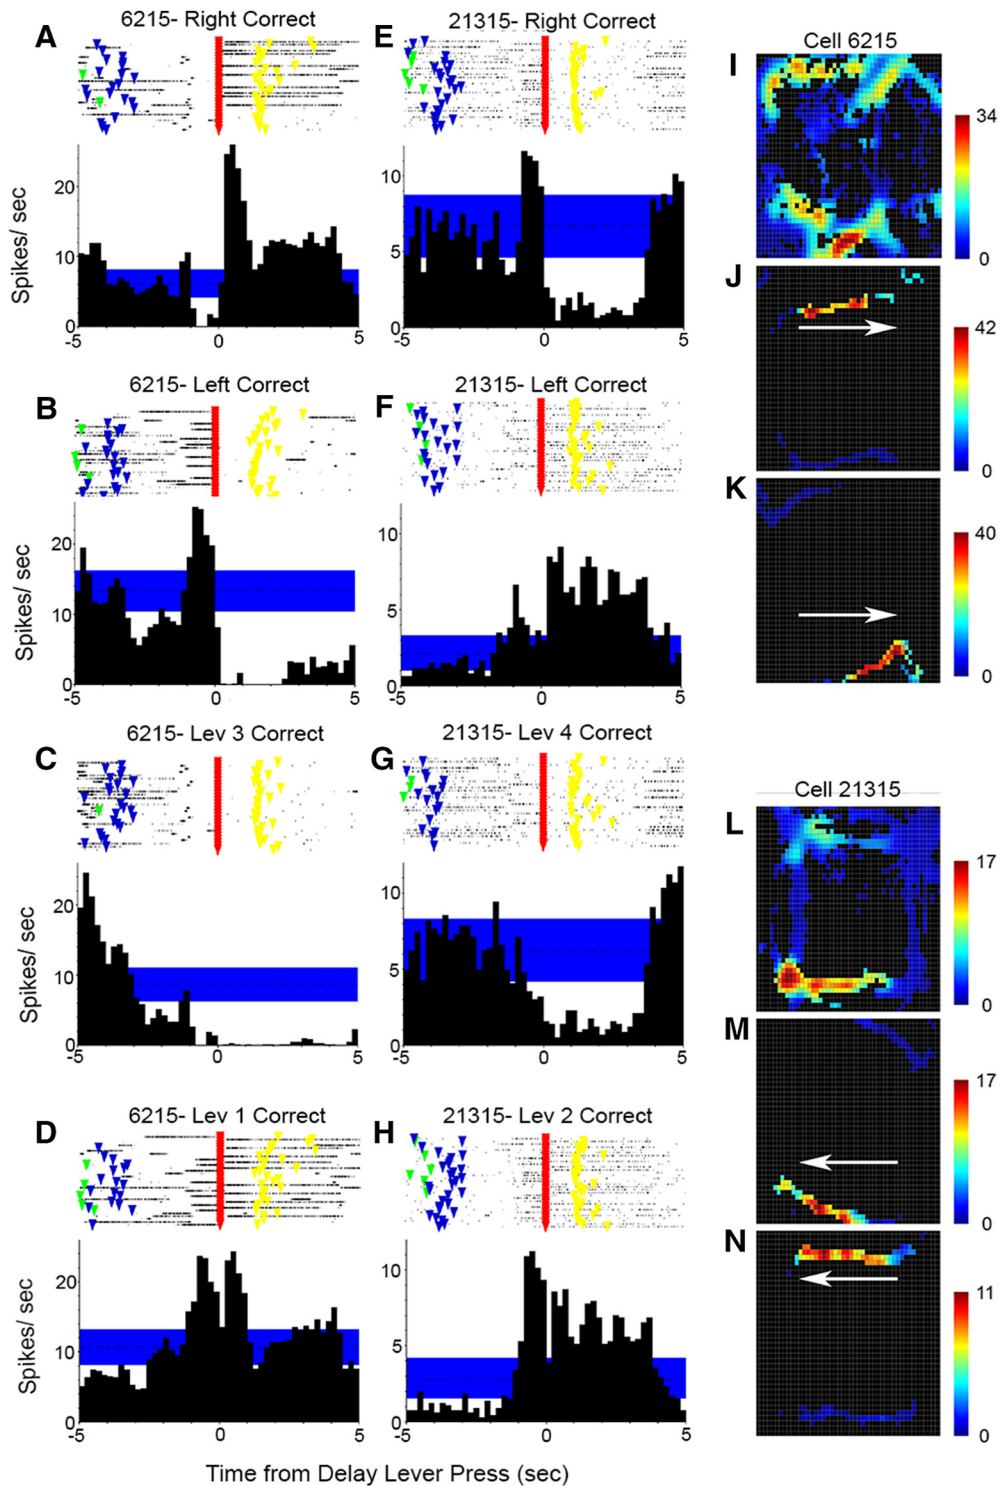 A
6215- Right Correct
Spikes/ sec
20
10
0
-5
0
5
B
6215- Left Correct
Spikes/ sec
20
10
0
-5
0
5
C
6215- Lev 3 Correct
Spikes/ sec
20
10
0
-5
0
5
D
6215- Lev 1 Correct
Spikes/ sec
20
10
0
-5
0
5
E
21315- Right Correct
10
5
0
-5
0
5
F
21315- Left Correct
10
5
0
-5
0
5
G
21315- Lev 4 Correct
10
5
0
-5
0
5
H
21315- Lev 2 Correct
10
5
0
-5
0
5
Time from Delay Lever Press (sec)
Cell 6215
I
34
0
J
42
0
K
40
0
Cell 21315
L
17
0
M
17
0
N
11
0